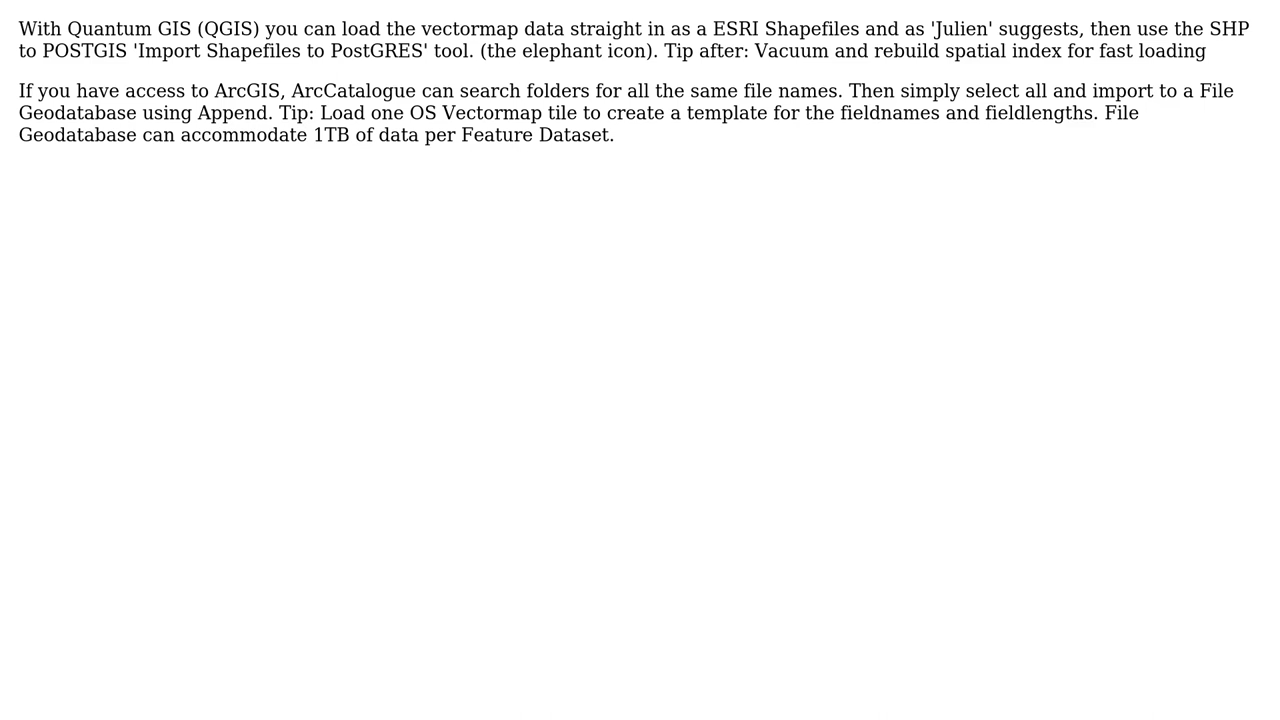 With Quantum GIS (QGIS) you can load the vectormap data straight in as a ESRI Shapefiles and as 'Julien' suggests, then use the SHP
to POSTGIS 'Import Shapefiles to PostGRES' tool. (the elephant icon). Tip after: Vacuum and rebuild spatial index for fast loading
If you have access to ArcGIS, ArcCatalogue can search folders for all the same file names. Then simply select all and import to a File
Geodatabase using Append. Tip: Load one OS Vectormap tile to create a template for the fieldnames and fieldlengths. File
Geodatabase can accommodate 1TB of data per Feature Dataset.